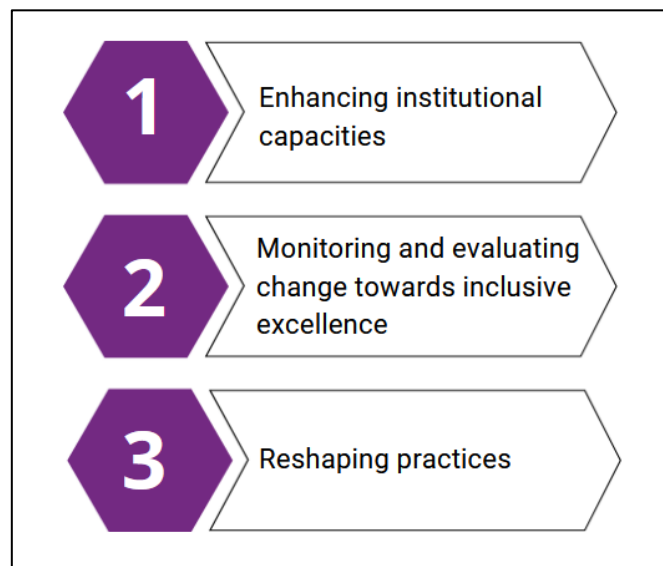 1
Enhancing institutional
capacities
2
Monitoring and evaluating
change towards inclusive
excellence
3
Reshaping practices